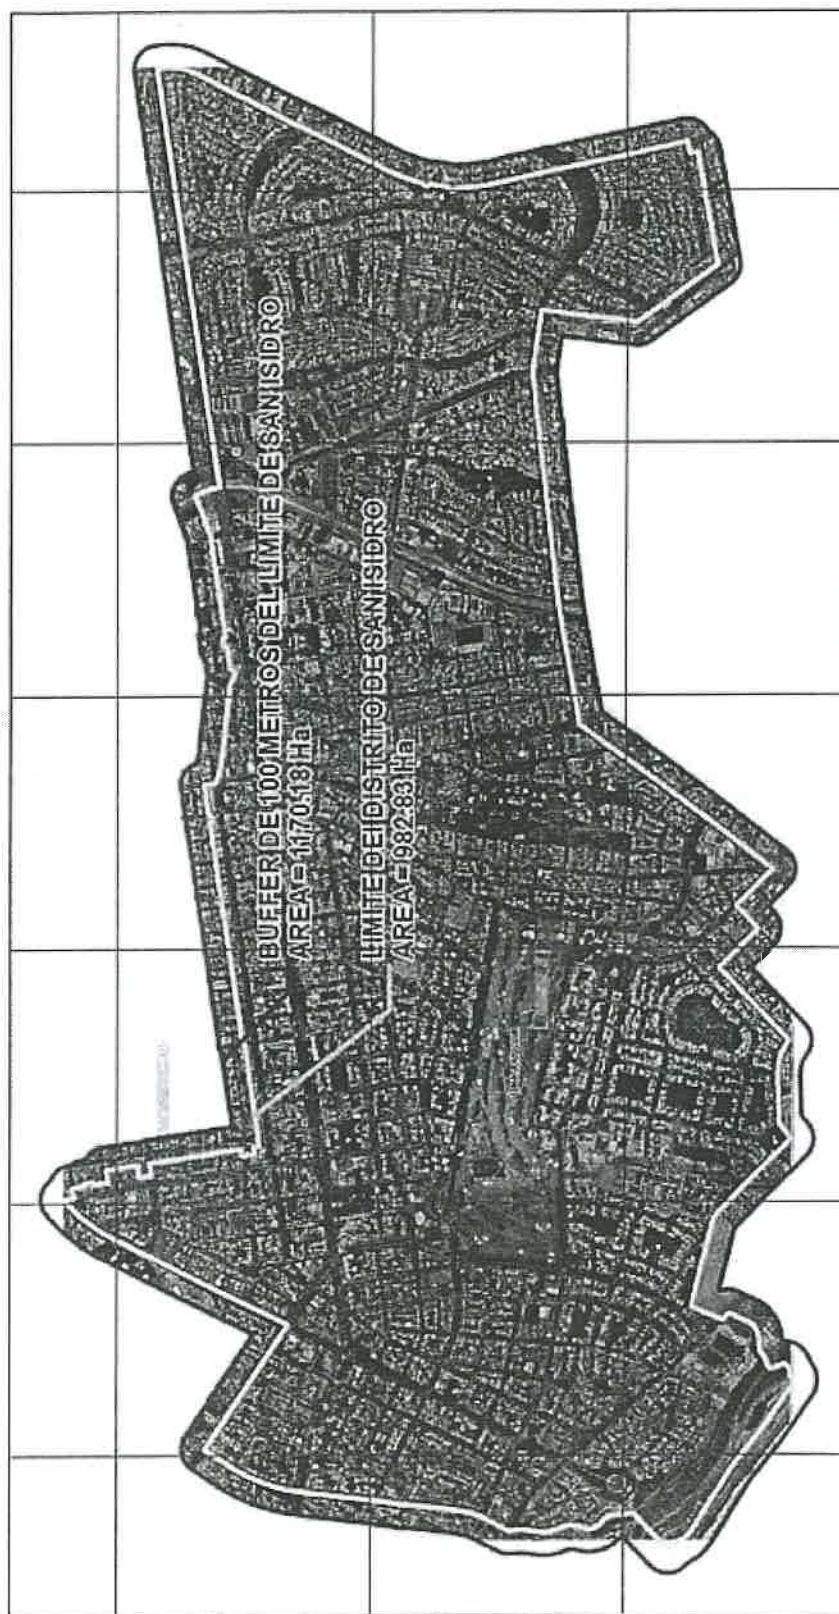 BUFFER DE 100 METROS DEL LIMITE DE SAN ISIDRO
AREA = 1170.18 Ha
LIMITE DEL DISTRITO DE SAN ISIDRO
AREA = 982.83 Ha